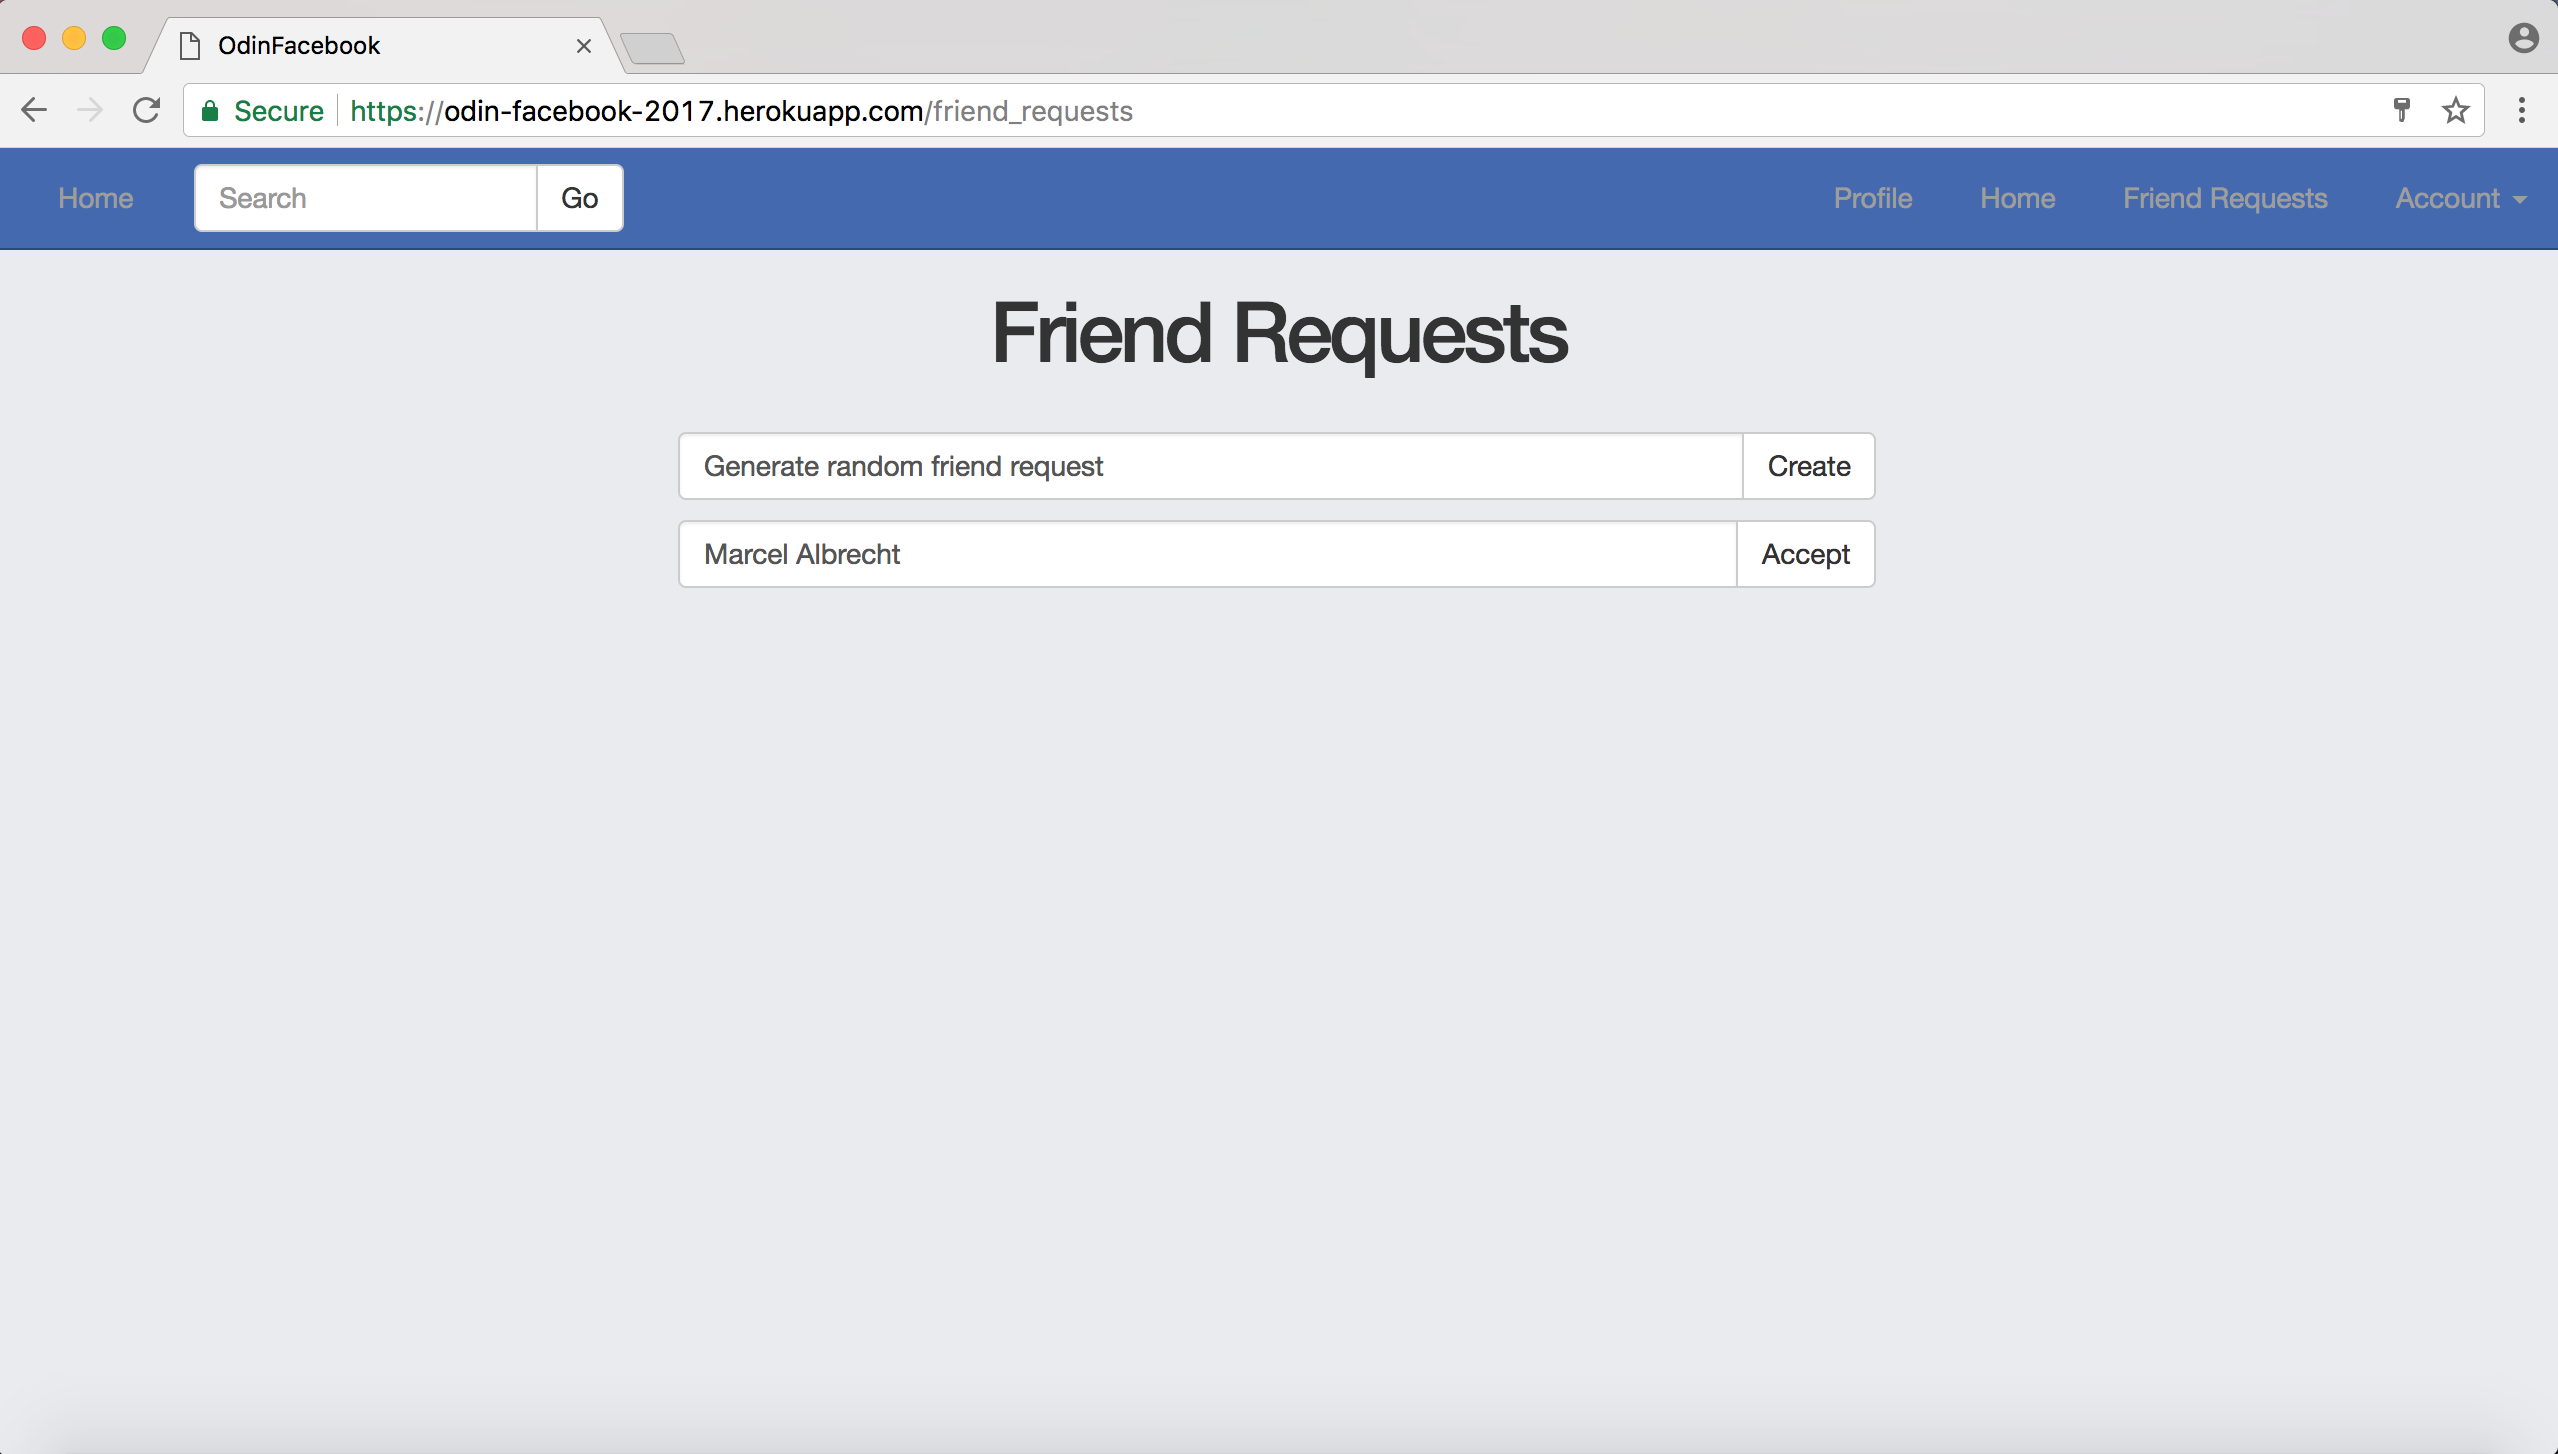 OdinFacebook
Secure https://odin-facebook-2017.herokuapp.com/friend_requests
Home Search Go Profile Home Friend Requests Account
Friend Requests
Generate random friend request Create
Marcel Albrecht Accept